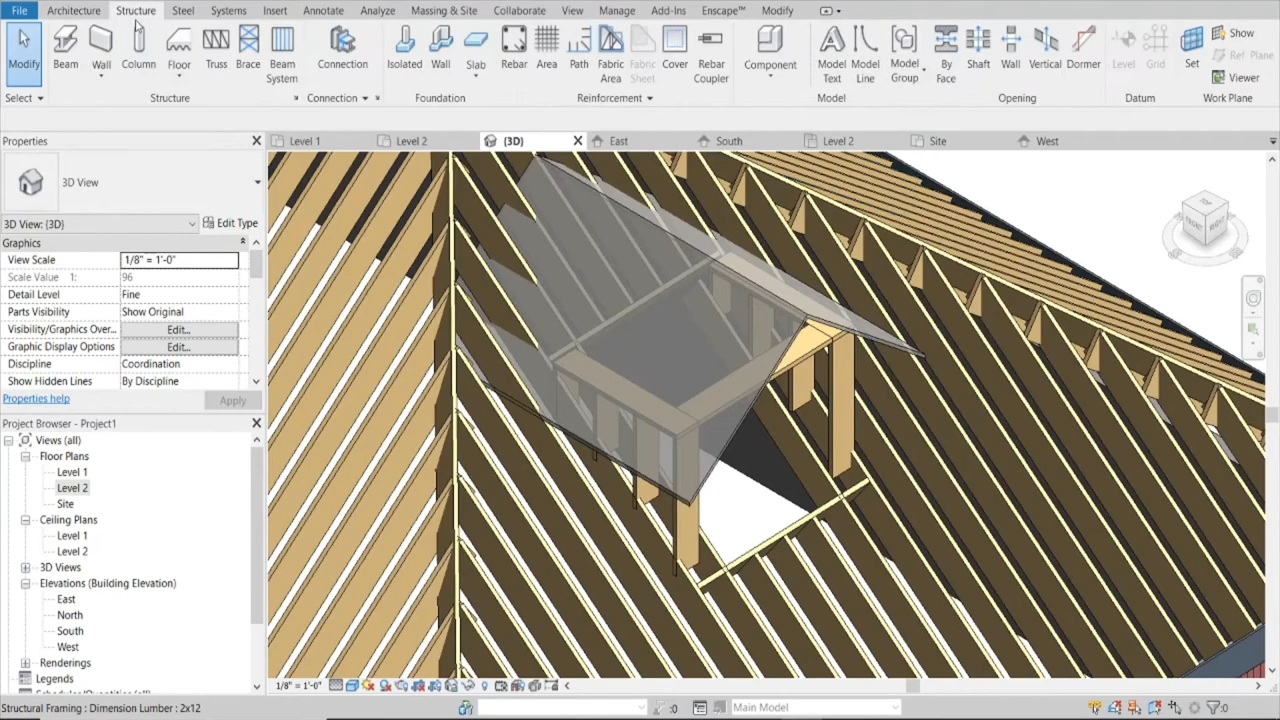 File Architecture Structure Steel Systems Insert Annotate Analyze Massing & Site Collaborate View Manage Add-Ins Enscape™ Modify
Modify Beam Wall Column Floor Truss Brace Beam System Connection Isolated Wall Slab Rebar Area Path Fabric Area Fabric Sheet Cover Rebar Coupler Component Model Text Model Line Model Group By Face Shaft Wall Vertical Dormer Level Grid Set Show Ref Plane Viewer
Select Structure Connection Foundation Reinforcement Model Opening Datum Work Plane
Properties Level 1 Level 2 {3D} East South Level 2 Site West
3D View
3D View: {3D} Edit Type
Graphics
View Scale 1/8" = 1'-0"
Scale Value 1: 96
Detail Level Fine
Parts Visibility Show Original
Visibility/Graphics Over... Edit...
Graphic Display Options Edit...
Discipline Coordination
Show Hidden Lines By Discipline
Properties help Apply
Project Browser - Project1
Views (all)
Floor Plans
Level 1
Level 2
Site
Ceiling Plans
Level 1
Level 2
3D Views
Elevations (Building Elevation)
East
North
South
West
Renderings
Legends
1/8" = 1'-0"
Structural Framing : Dimension Lumber : 2x12 :0 Main Model :0